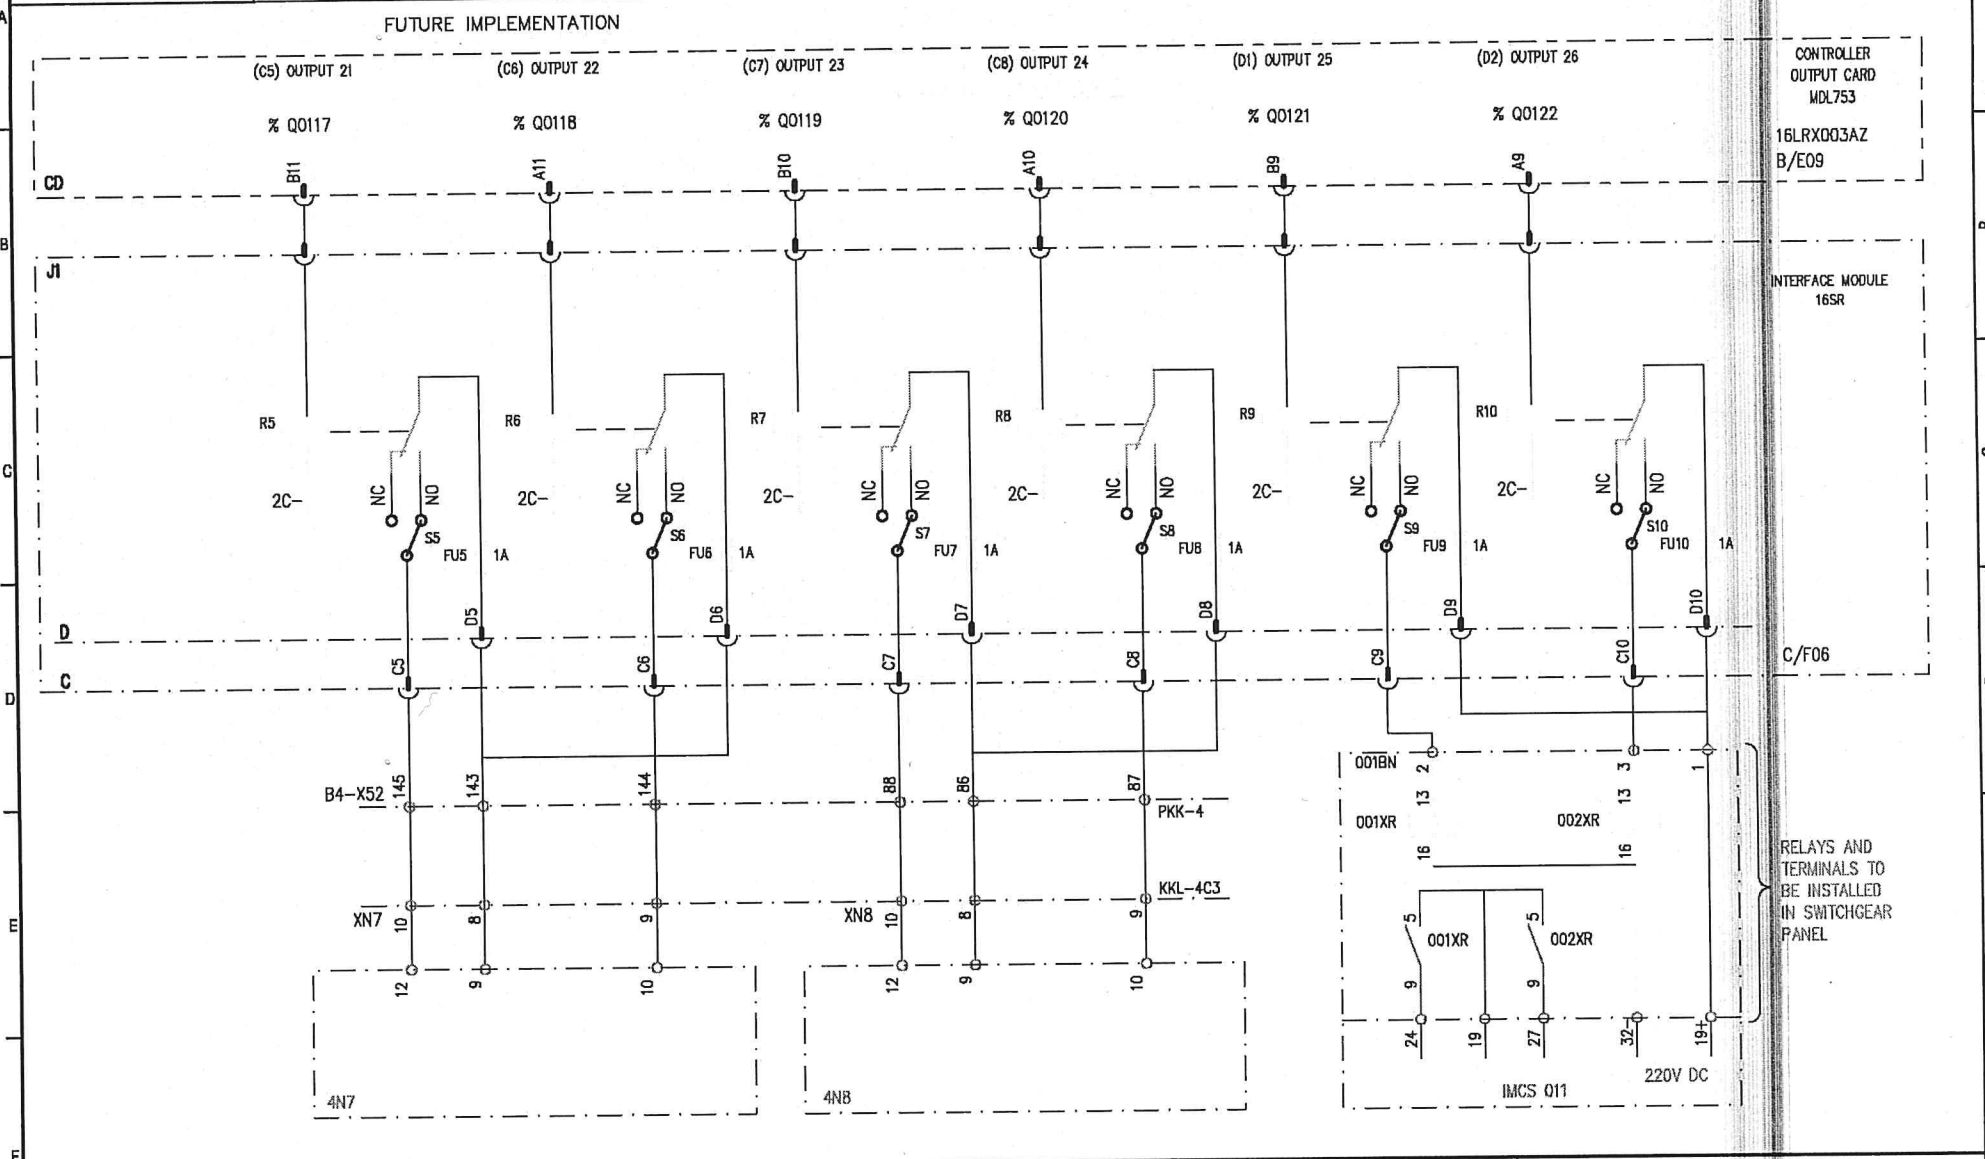 A
FUTURE IMPLEMENTATION
(C5) OUTPUT 21
(C6) OUTPUT 22
(C7) OUTPUT 23
(C8) OUTPUT 24
(D1) OUTPUT 25
(D2) OUTPUT 26
CONTROLLER
OUTPUT CARD
MDL753
% Q0117
% Q0118
% Q0119
% Q0120
% Q0121
% Q0122
16LRX003AZ
B/E09
CD
B11
A11
B10
A10
B9
A9
B
J1
INTERFACE MODULE
16SR
R5
R6
R7
R8
R9
R10
C
2C-
NC
NO
2C-
NC
NO
2C-
NC
NO
2C-
NC
NO
2C-
NC
NO
2C-
NC
NO
S5
FU5
1A
S6
FU6
1A
S7
FU7
1A
S8
FU8
1A
S9
FU9
1A
S10
FU10
1A
D
D5
D6
D7
D8
D9
D10
C
C5
C6
C7
C8
C9
C10
C/F06
D
B4-X52
145
143
144
88
86
87
PKK-4
001BN
2
3
1
13
13
001XR
002XR
16
16
RELAYS AND
TERMINALS TO
BE INSTALLED
IN SWITCHGEAR
PANEL
XN7
10
8
9
XN8
10
8
9
KKL-4C3
E
5
001XR
9
5
002XR
9
12
9
10
12
9
10
24
19
27
32-
19+
220V DC
4N7
4N8
IMCS 011
F